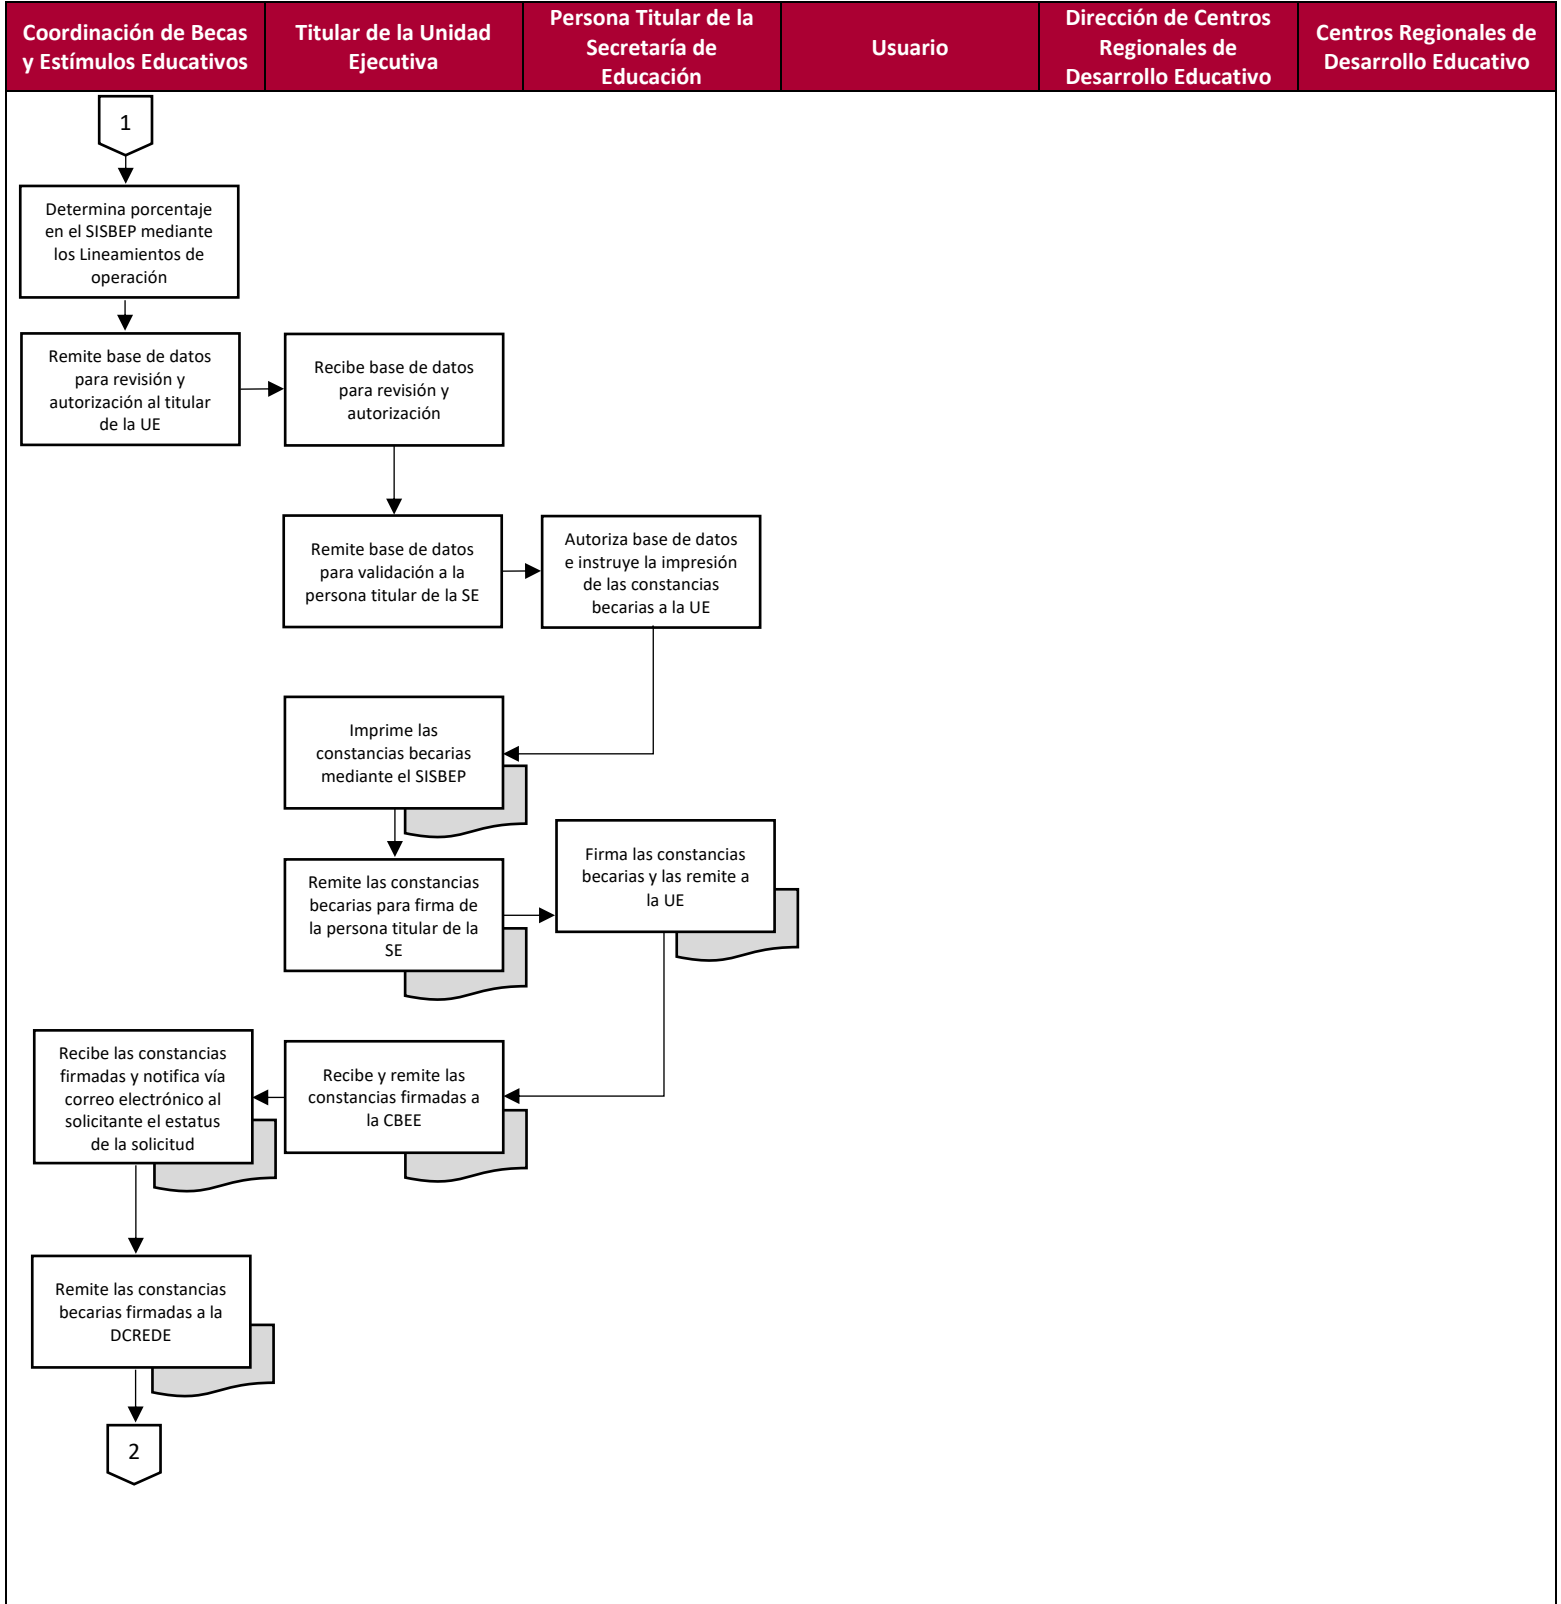 Coordinación de Becas
y Estímulos Educativos
Titular de la Unidad
Ejecutiva
Persona Titular de la
Secretaría de
Educación
Usuario
Dirección de Centros
Regionales de
Desarrollo Educativo
Centros Regionales de
Desarrollo Educativo
1
Determina porcentaje
en el SISBEP mediante
los Lineamientos de
operación
Remite base de datos
para revisión y
autorización al titular
de la UE
Recibe base de datos
para revisión y
autorización
Remite base de datos
para validación a la
persona titular de la SE
Autoriza base de datos
e instruye la impresión
de las constancias
becarias a la UE
Imprime las
constancias becarias
mediante el SISBEP
Remite las constancias
becarias para firma de
la persona titular de la
SE
Firma las constancias
becarias y las remite a
la UE
Recibe y remite las
constancias firmadas a
la CBEE
Recibe las constancias
firmadas y notifica vía
correo electrónico al
solicitante el estatus
de la solicitud
Remite las constancias
becarias firmadas a la
DCREDE
2